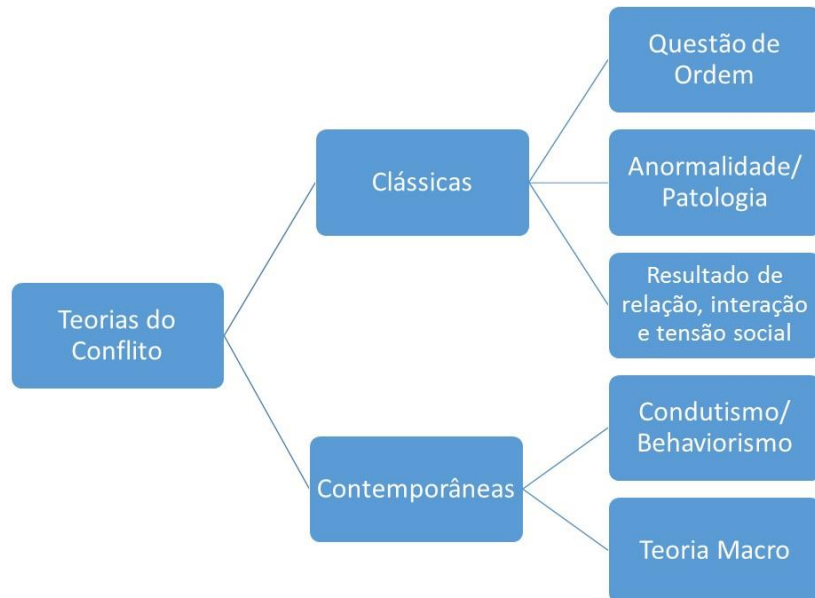 Teorias do
Conflito
Clássicas
Questão de
Ordem
Anormalidade/
Patologia
Resultado de
relação, interação
e tensão social
Contemporâneas
Condutismo/
Behaviorismo
Teoria Macro